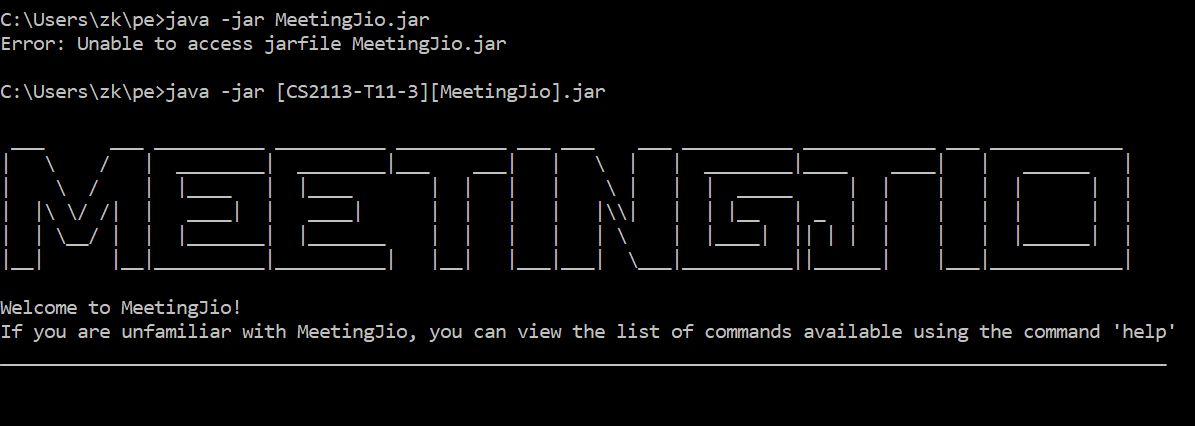 C:\Users\zk\pe>java -jar MeetingJio.jar
Error: Unable to access jarfile MeetingJio.jar
C:\Users\zk\pe>java -jar [CS2113-T11-3][MeetingJio].jar
MEETINGJIO
Welcome to MeetingJio!
If you are unfamiliar with MeetingJio, you can view the list of commands available using the command 'help'